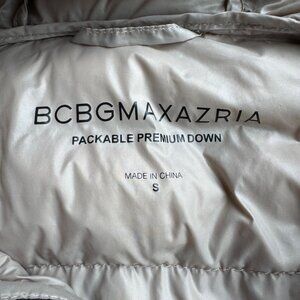 BCBGMAXAZRIA
PACKABLE PREMIUM DOWN
MADE IN CHINA
S